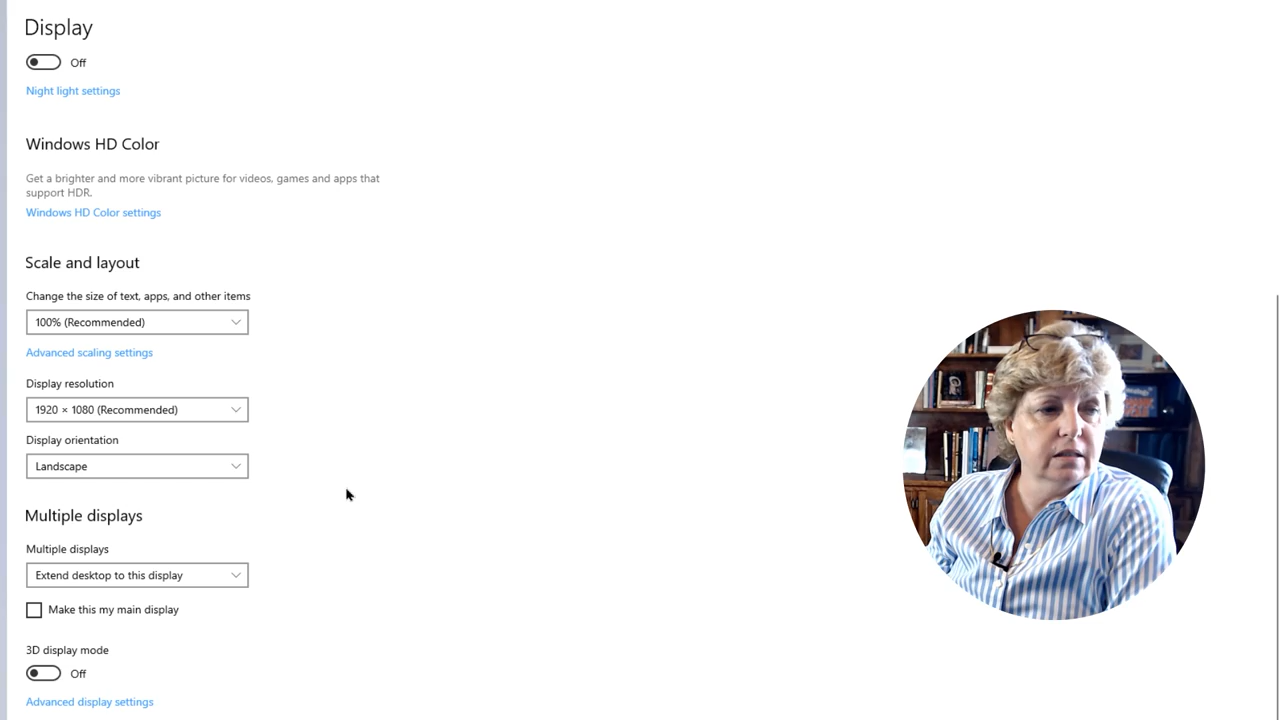 Display
Off
Night light settings
Windows HD Color
Get a brighter and more vibrant picture for videos, games and apps that
support HDR.
Windows HD Color settings
Scale and layout
Change the size of text, apps, and other items
100% (Recommended)
Advanced scaling settings
Display resolution
1920 × 1080 (Recommended)
Display orientation
Landscape
Multiple displays
Multiple displays
Extend desktop to this display
Make this my main display
3D display mode
Off
Advanced display settings